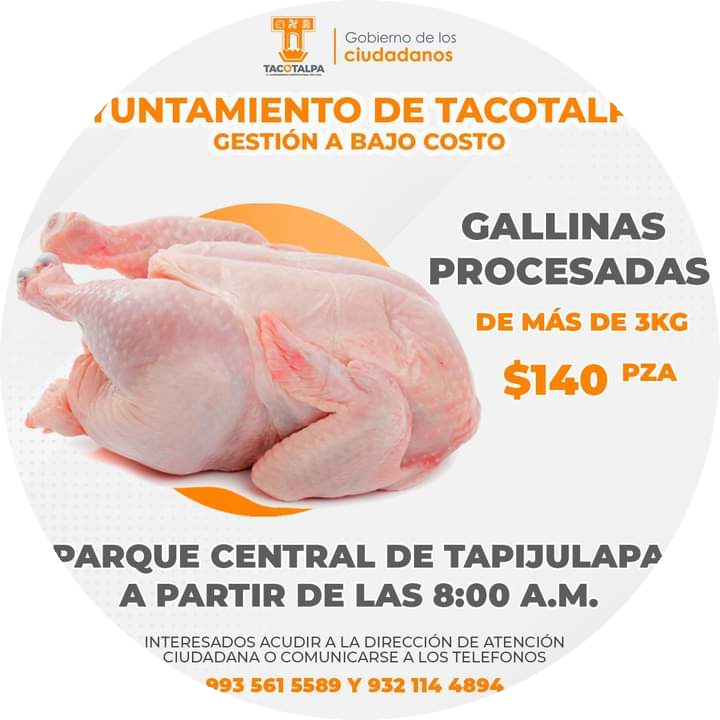 TACOTALPA
Gobierno de los
ciudadanos
YUNTAMIENTO DE TACOTALP
GESTIÓN A BAJO COSTO
GALLINAS
PROCESADAS
DE MÁS DE 3KG
$140 PZA
PARQUE CENTRAL DE TAPIJULAPA
A PARTIR DE LAS 8:00 A.M.
INTERESADOS ACUDIR A LA DIRECCIÓN DE ATENCIÓN
CIUDADANA O COMUNICARSE A LOS TELEFONOS
993 561 5589 Y 932 114 4894